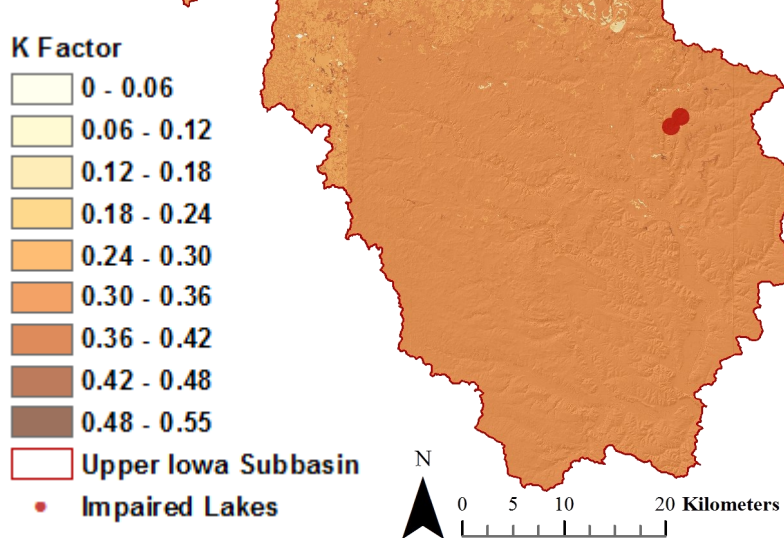 K Factor
0 - 0.06
0.06 - 0.12
0.12 - 0.18
0.18 - 0.24
0.24 - 0.30
0.30 - 0.36
0.36 - 0.42
0.42 - 0.48
0.48 - 0.55
Upper Iowa Subbasin
Impaired Lakes
N
0 5 10 20 Kilometers